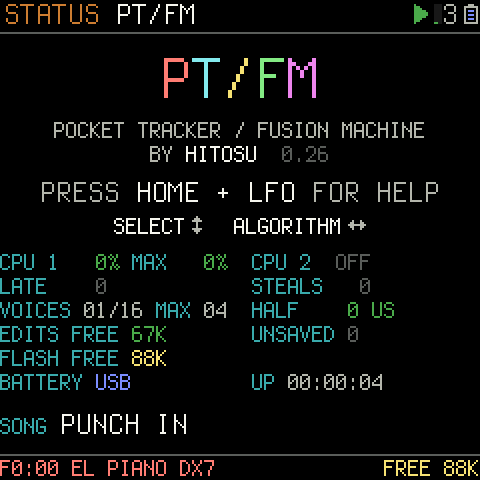 STATUS PT/FM 3
PT/FM
POCKET TRACKER / FUSION MACHINE
BY HITOSU 0.26
PRESS HOME + LFO FOR HELP
SELECT↕ ALGORITHM↔
CPU 1 0% MAX 0% CPU 2 OFF
LATE 0 STEALS 0
VOICES 01/16 MAX 04 HALF 0 US
EDITS FREE 67K UNSAVED 0
FLASH FREE 88K
BATTERY USB UP 00:00:04
SONG PUNCH IN
F0:00 EL PIANO DX7 FREE 88K